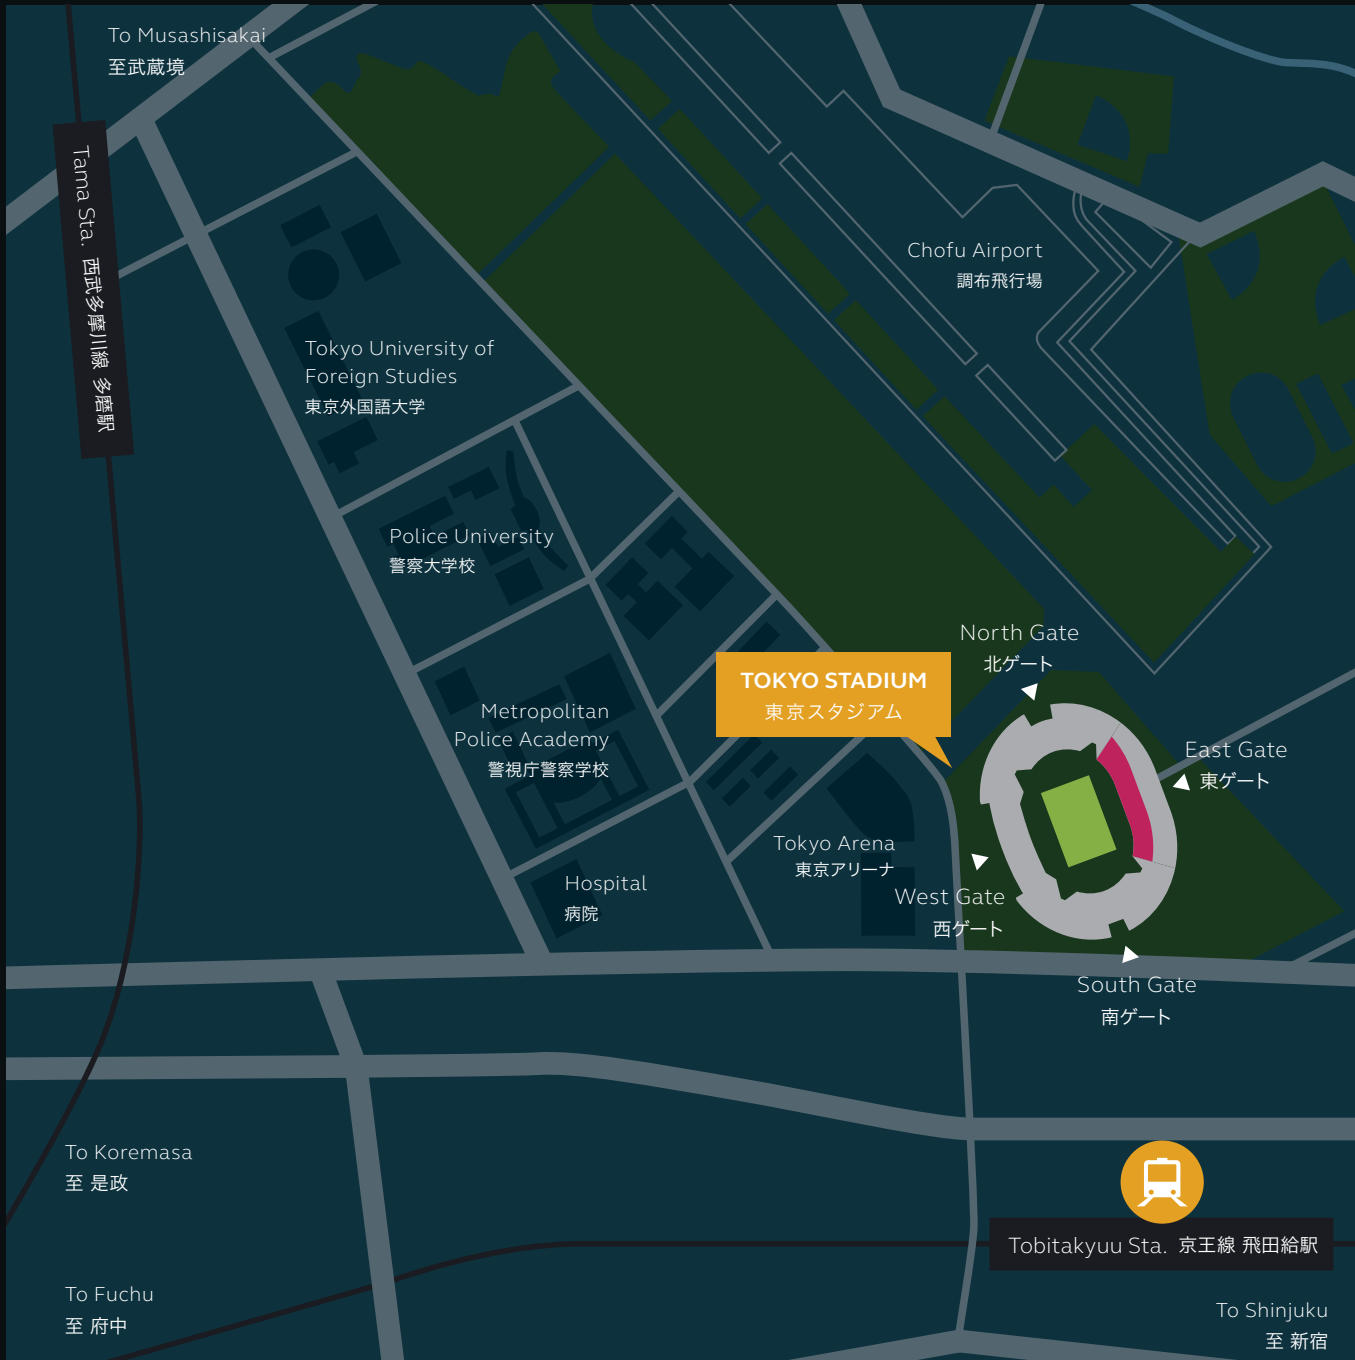 To Musashisakai
至武蔵境
Tama Sta. 西武多摩川線 多磨駅
Chofu Airport
調布飛行場
Tokyo University of
Foreign Studies
東京外国語大学
Police University
警察大学校
North Gate
北ゲート
TOKYO STADIUM
東京スタジアム
Metropolitan
Police Academy
警視庁警察学校
East Gate
東ゲート
Tokyo Arena
東京アリーナ
Hospital
病院
West Gate
西ゲート
South Gate
南ゲート
To Koremasa
至 是政
Tobitakyuu Sta. 京王線 飛田給駅
To Fuchu
至 府中
To Shinjuku
至 新宿